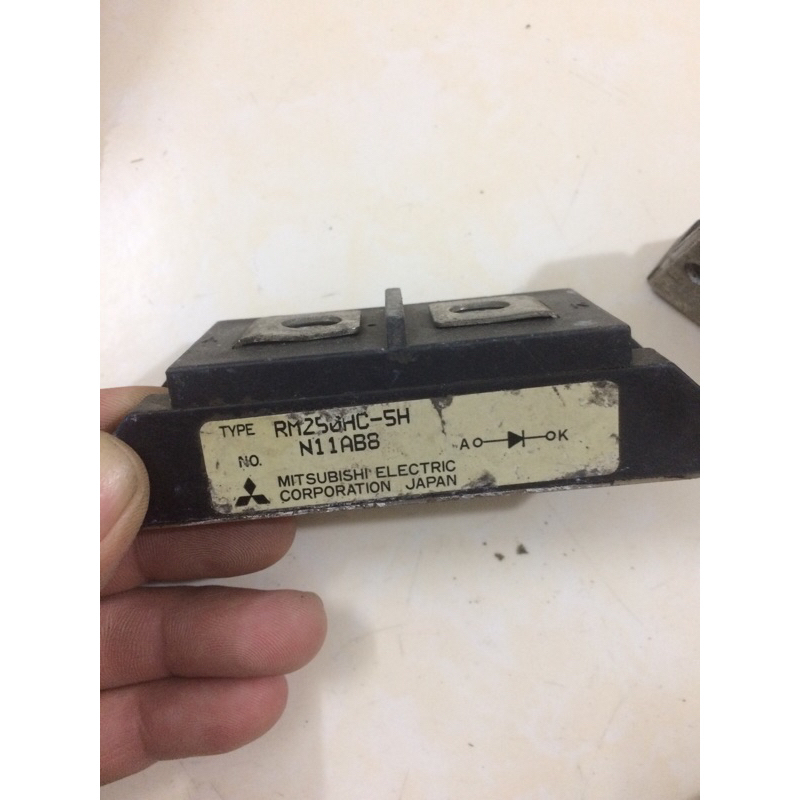 TYPE RM250HC-5H
NO. N11AB8
A K
MITSUBISHI ELECTRIC
CORPORATION JAPAN